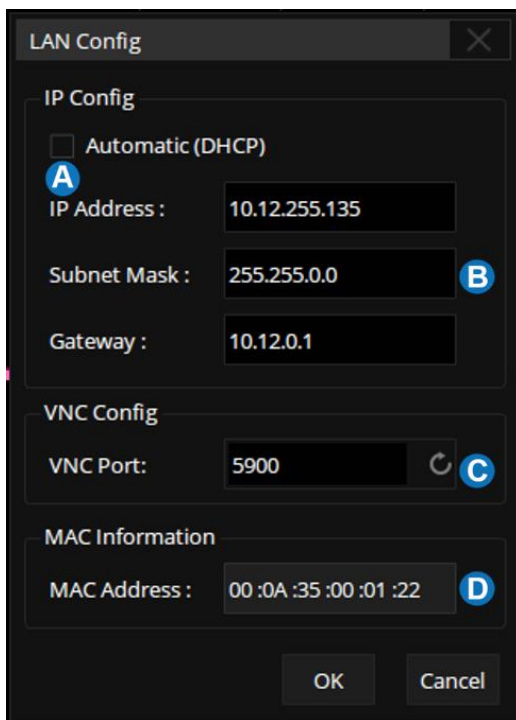 LAN Config
IP Config
Automatic (DHCP)
A
IP Address : 10.12.255.135
Subnet Mask : 255.255.0.0 B
Gateway : 10.12.0.1
VNC Config
VNC Port: 5900 C
MAC Information
MAC Address : 00 :0A :35 :00 :01 :22 D
OK Cancel